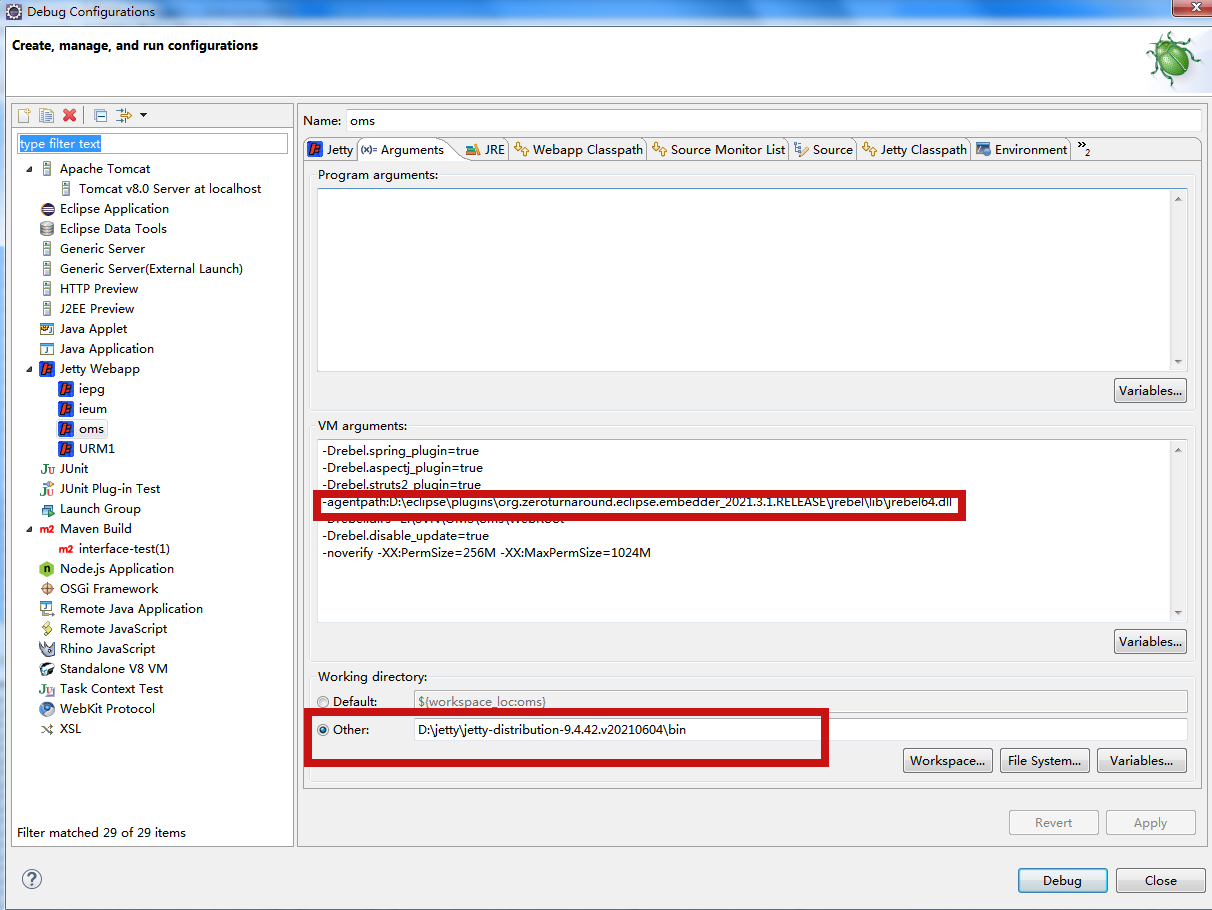 Debug Configurations
Create, manage, and run configurations
type filter text
Apache Tomcat
Tomcat v8.0 Server at localhost
Eclipse Application
Eclipse Data Tools
Generic Server
Generic Server(External Launch)
HTTP Preview
J2EE Preview
Java Applet
Java Application
Jetty Webapp
iepg
ieum
oms
URM1
JUnit
JUnit Plug-in Test
Launch Group
Maven Build
interface-test(1)
Node.js Application
OSGi Framework
Remote Java Application
Remote JavaScript
Rhino JavaScript
Standalone V8 VM
Task Context Test
WebKit Protocol
XSL
Filter matched 29 of 29 items
Name: oms
Jetty (x)= Arguments JRE Webapp Classpath Source Monitor List Source Jetty Classpath Environment »2
Program arguments:
Variables...
VM arguments:
-Drebel.spring_plugin=true
-Drebel.aspectj_plugin=true
-Drebel.struts2_plugin=true
-agentpath:D:\eclipse\plugins\org.zeroturnaround.eclipse.embedder_2021.3.1.RELEASE\jrebel\lib\jrebel64.dll
-Drebel.disable_update=true
-noverify -XX:PermSize=256M -XX:MaxPermSize=1024M
Variables...
Working directory:
Default: ${workspace_loc:oms}
Other: D:\jetty\jetty-distribution-9.4.42.v20210604\bin
Workspace... File System... Variables...
Revert Apply
Debug Close